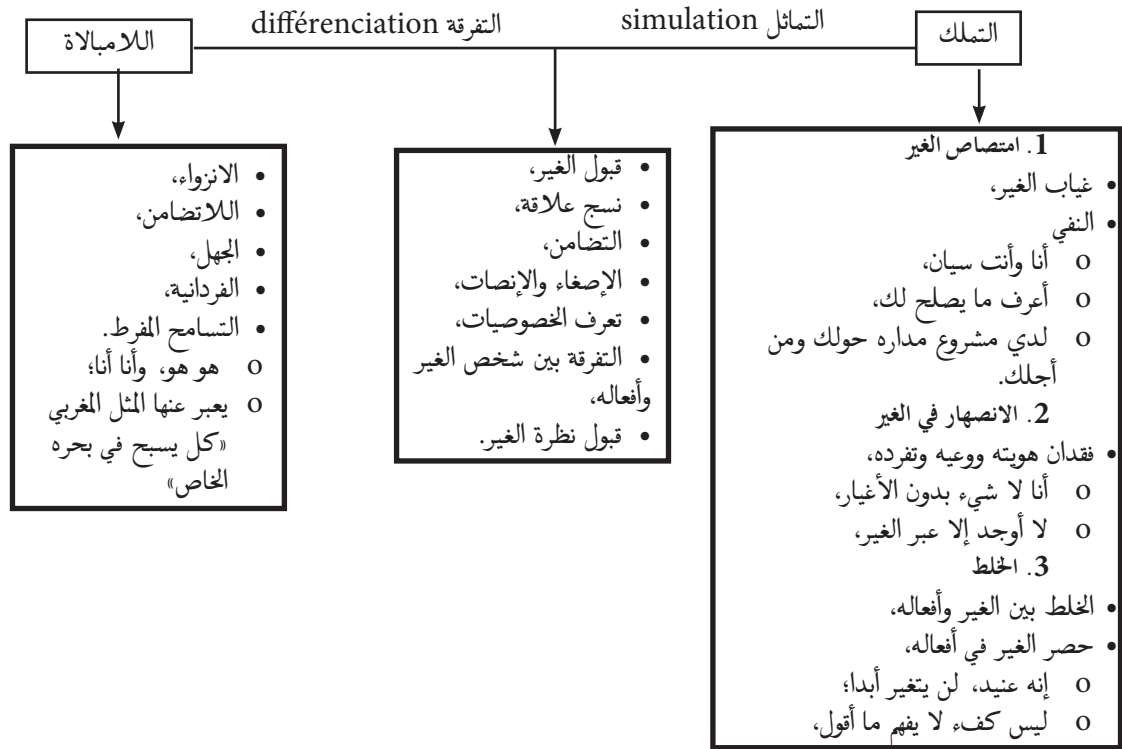 التملك
التماثل simulation
التفرقة différenciation
اللامبالاة
1. امتصاص الغير
• غياب الغير،
• النفي
o أنا وأنت سيان،
o أعرف ما يصلح لك،
o لدي مشروع مداره حولك ومن
أجلك.
2. الانصهار في الغير
• فقدان هويته ووعيه وتفرده،
o أنا لا شيء بدون الأغيار،
o لا أوجد إلا عبر الغير،
3. الخلط
• الخلط بين الغير وأفعاله،
• حصر الغير في أفعاله،
o إنه عنيد، لن يتغير أبدا؛
o ليس كفء لا يفهم ما أقول،
• قبول الغير،
• نسج علاقة،
• التضامن،
• الإصغاء والإنصات،
• تعرف الخصوصيات،
• التفرقة بين شخص الغير
وأفعاله،
• قبول نظرة الغير.
• الانزواء،
• اللاتضامن،
• الجهل،
• الفردانية،
• التسامح المفرط.
o هو هو، وأنا أنا؛
o يعبر عنها المثل المغربي
«كل يسبح في بحره
الخاص»